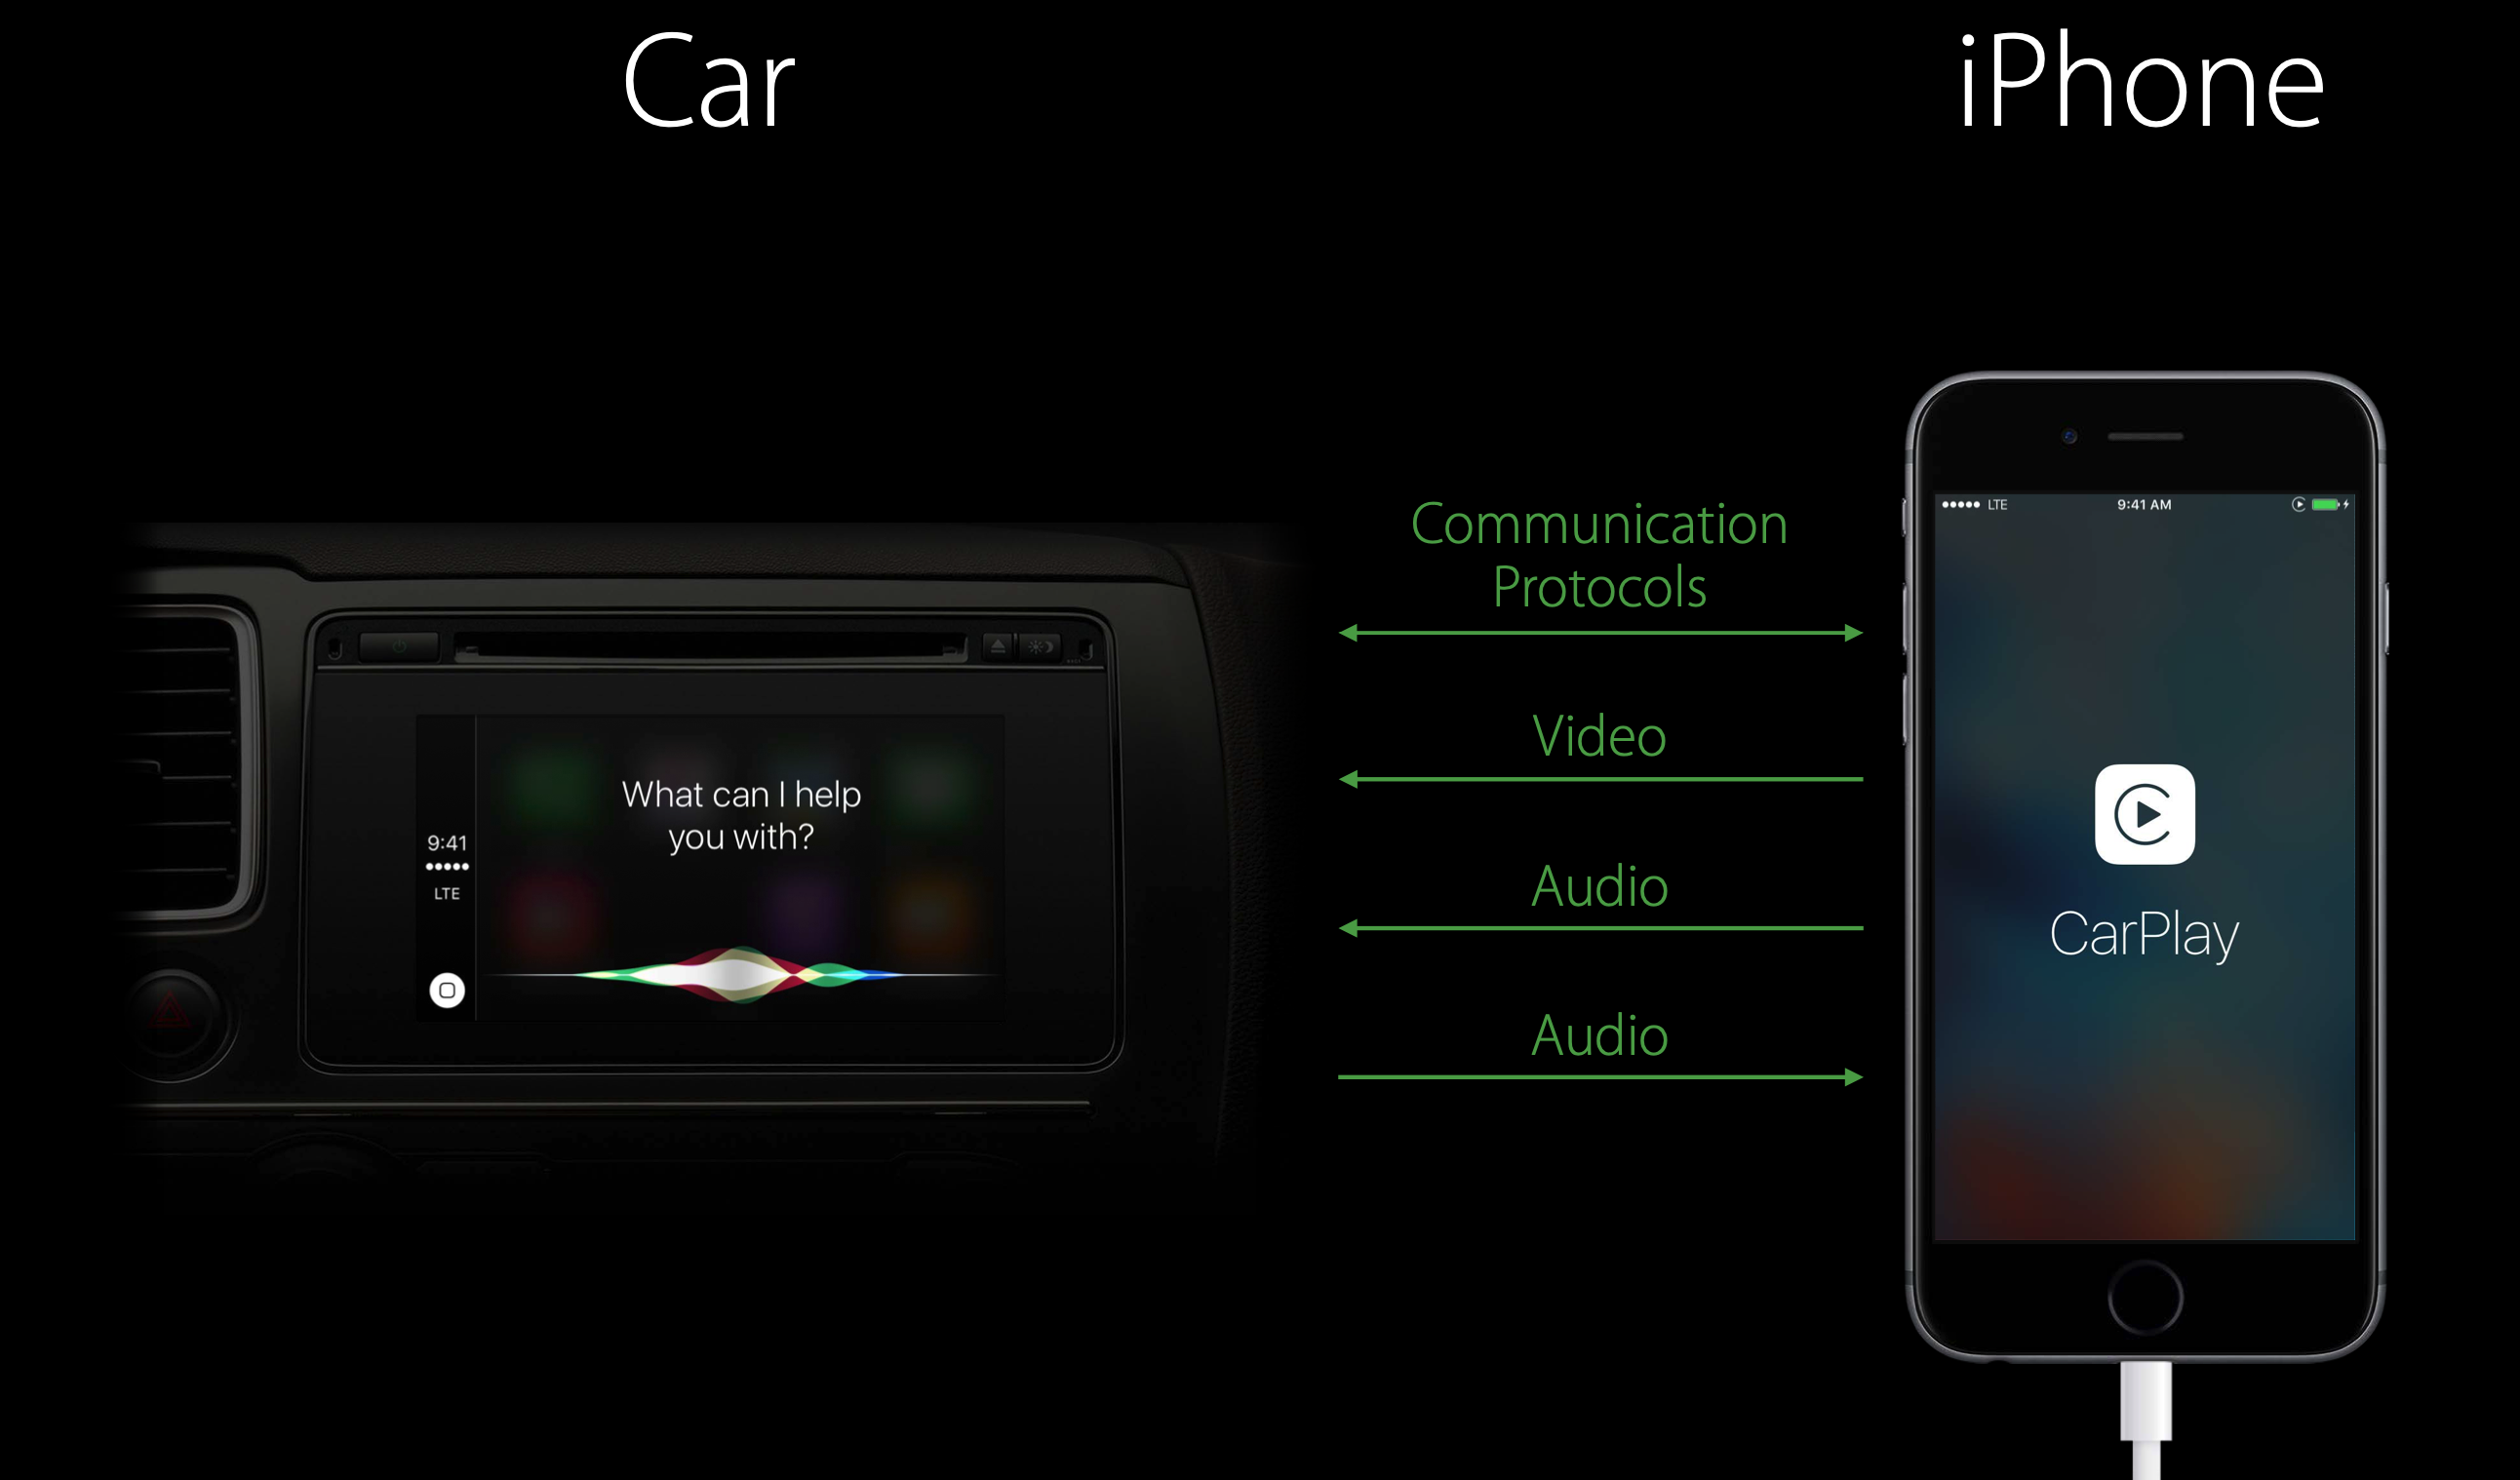 Car
iPhone
Communication
Protocols
Video
Audio
Audio
What can I help
you with?
9:41
LTE
LTE
9:41 AM
CarPlay